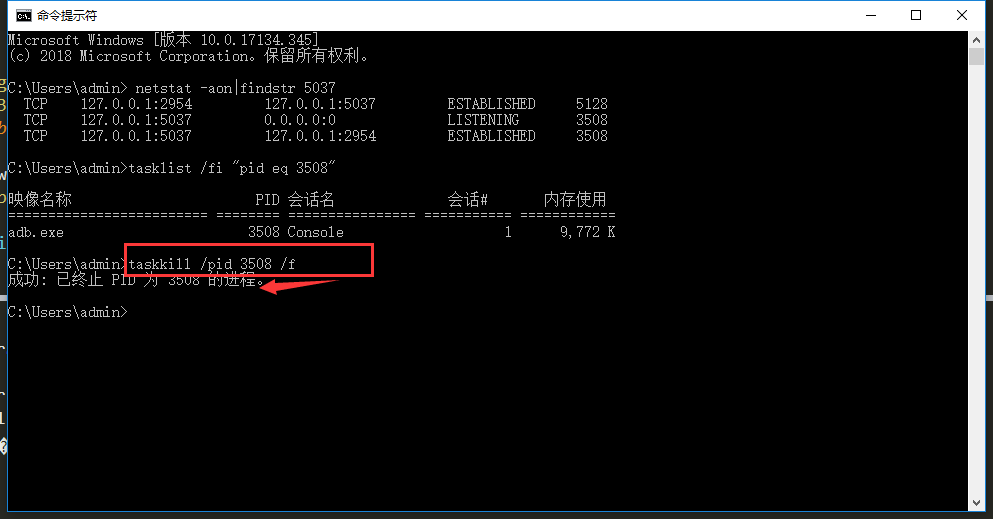 命令提示符
Microsoft Windows [版本 10.0.17134.345]
(c) 2018 Microsoft Corporation。保留所有权利。
C:\Users\admin> netstat -aon|findstr 5037
TCP 127.0.0.1:2954 127.0.0.1:5037 ESTABLISHED 5128
TCP 127.0.0.1:5037 0.0.0.0:0 LISTENING 3508
TCP 127.0.0.1:5037 127.0.0.1:2954 ESTABLISHED 3508
C:\Users\admin>tasklist /fi "pid eq 3508"
映像名称 PID 会话名 会话# 内存使用
========================= ======== ================ =========== ============
adb.exe 3508 Console 1 9,772 K
C:\Users\admin>taskkill /pid 3508 /f
成功: 已终止 PID 为 3508 的进程。
C:\Users\admin>